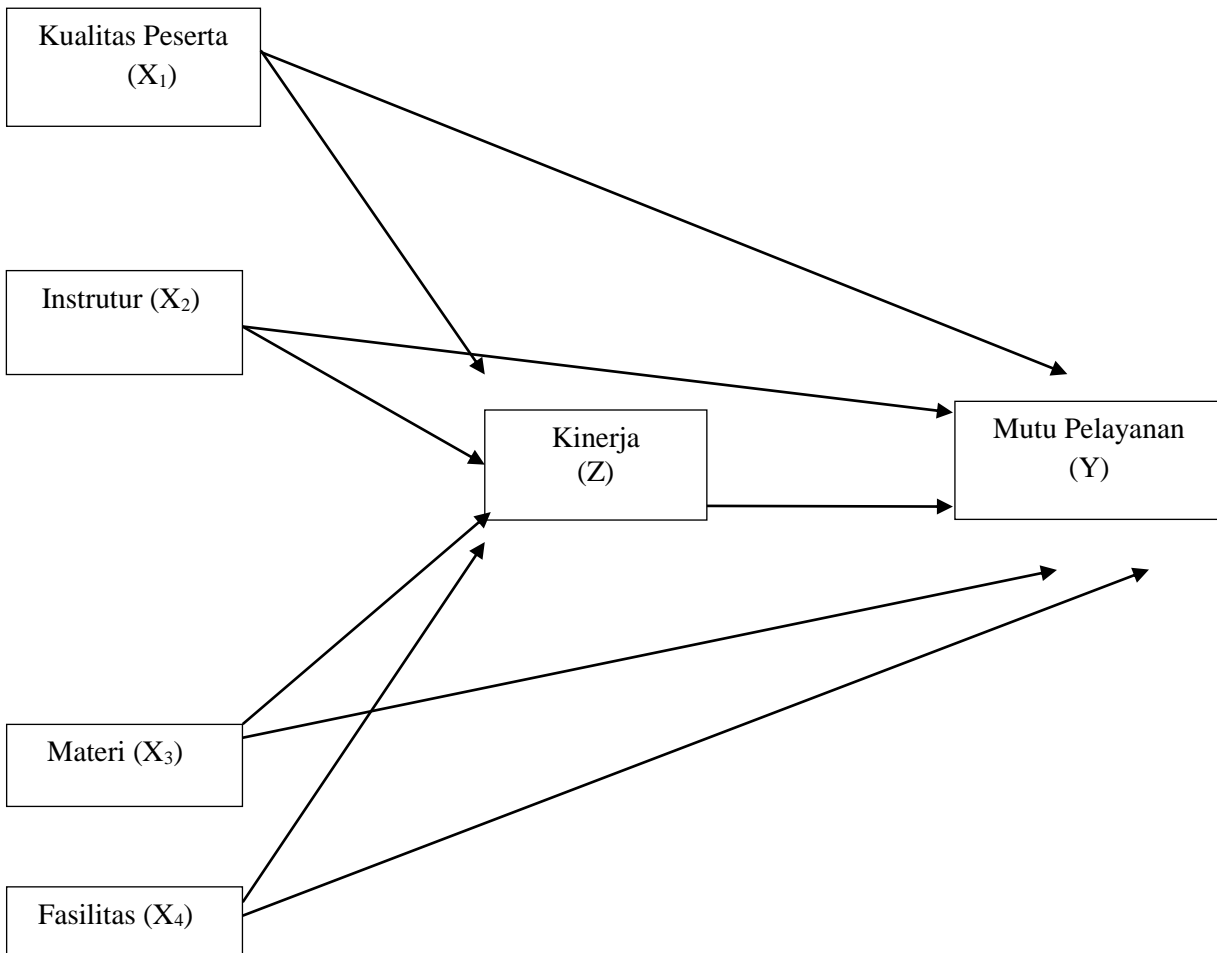 Kualitas Peserta
(X₁)
Instrutur (X₂)
Kinerja
(Z)
Mutu Pelayanan
(Y)
Materi (X₃)
Fasilitas (X₄)